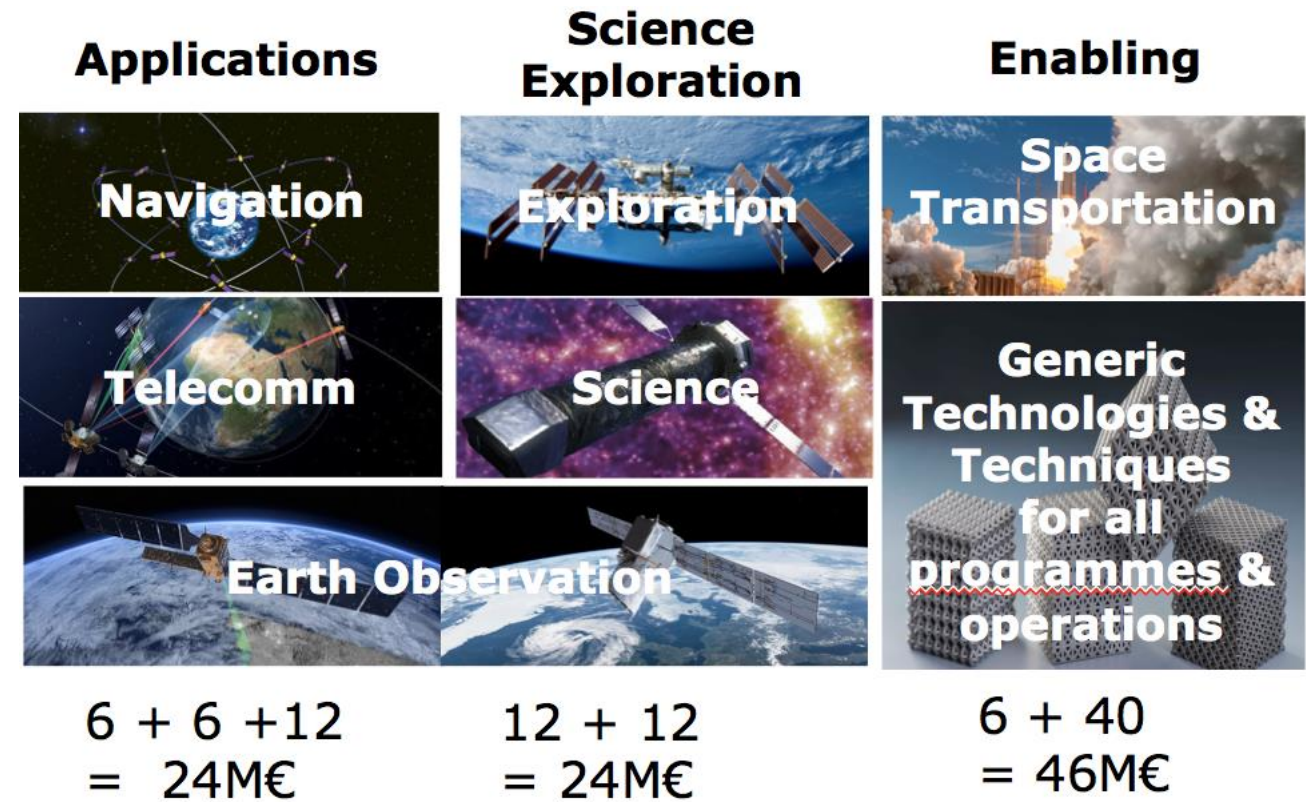 Applications
Science
Exploration
Enabling
Navigation
Exploration
Space
Transportation
Telecomm
Science
Generic
Technologies &
Techniques
for all
programmes &
operations
Earth Observation
6 + 6 +12
= 24M€
12 + 12
= 24M€
6 + 40
= 46M€